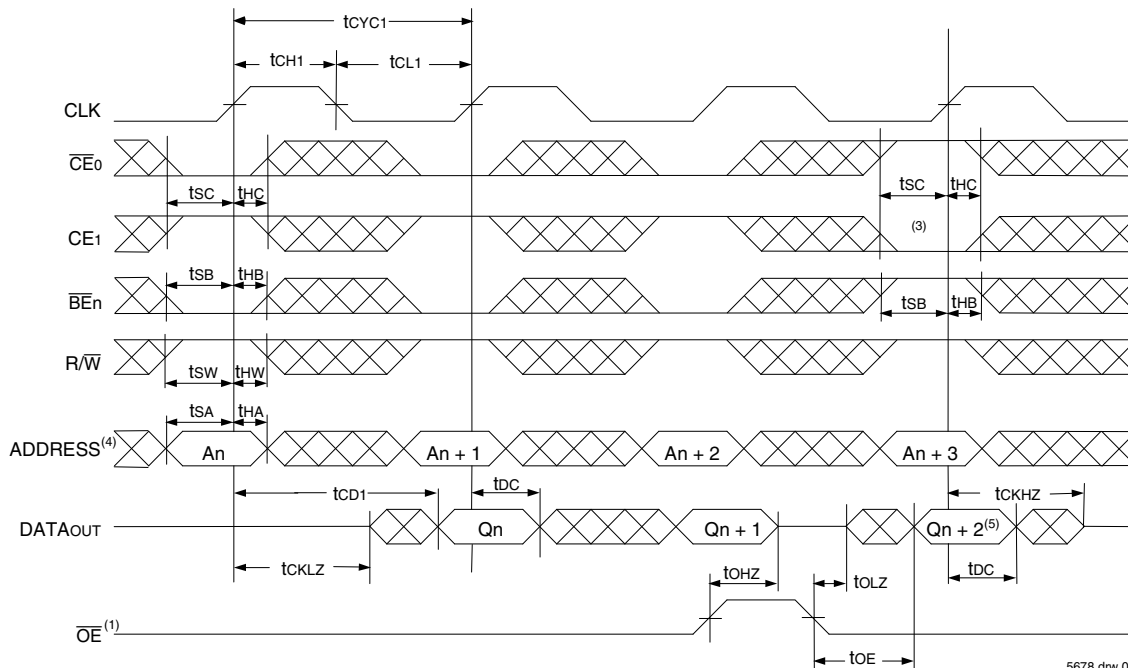 tCYC1
tCH1 tCL1
CLK
CE0
tSC tHC tSC tHC
CE1 (3)
tSB tHB
BEn tSB tHB
R/W
tSW tHW
tSA tHA
ADDRESS(4) An An + 1 An + 2 An + 3
tCD1 tDC tCKHZ
DATAOUT Qn Qn + 1 Qn + 2(5)
tCKLZ tOHZ tOLZ tDC
OE(1)
tOE